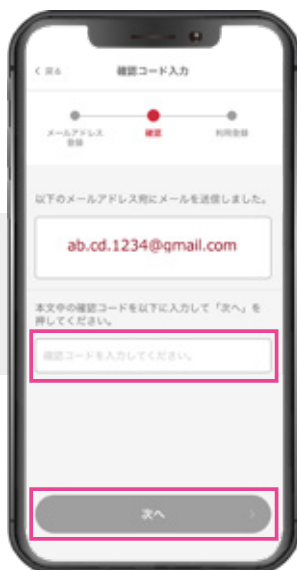 < 戻る 確認コード入力
メールアドレス
登録
確認
利用登録
以下のメールアドレス宛にメールを送信しました。
ab.cd.1234@gmail.com
本文中の確認コードを以下に入力して「次へ」を
押してください。
確認コードを入力してください。
次へ >